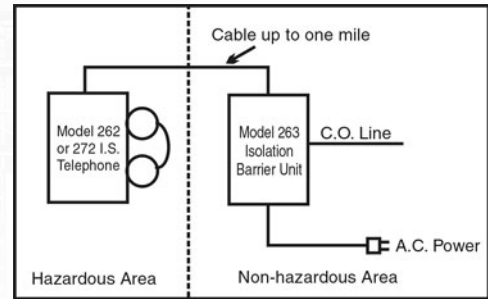 Cable up to one mile
Model 262
or 272 I.S.
Telephone
Model 263
Isolation
Barrier Unit
C.O. Line
A.C. Power
Hazardous Area
Non-hazardous Area